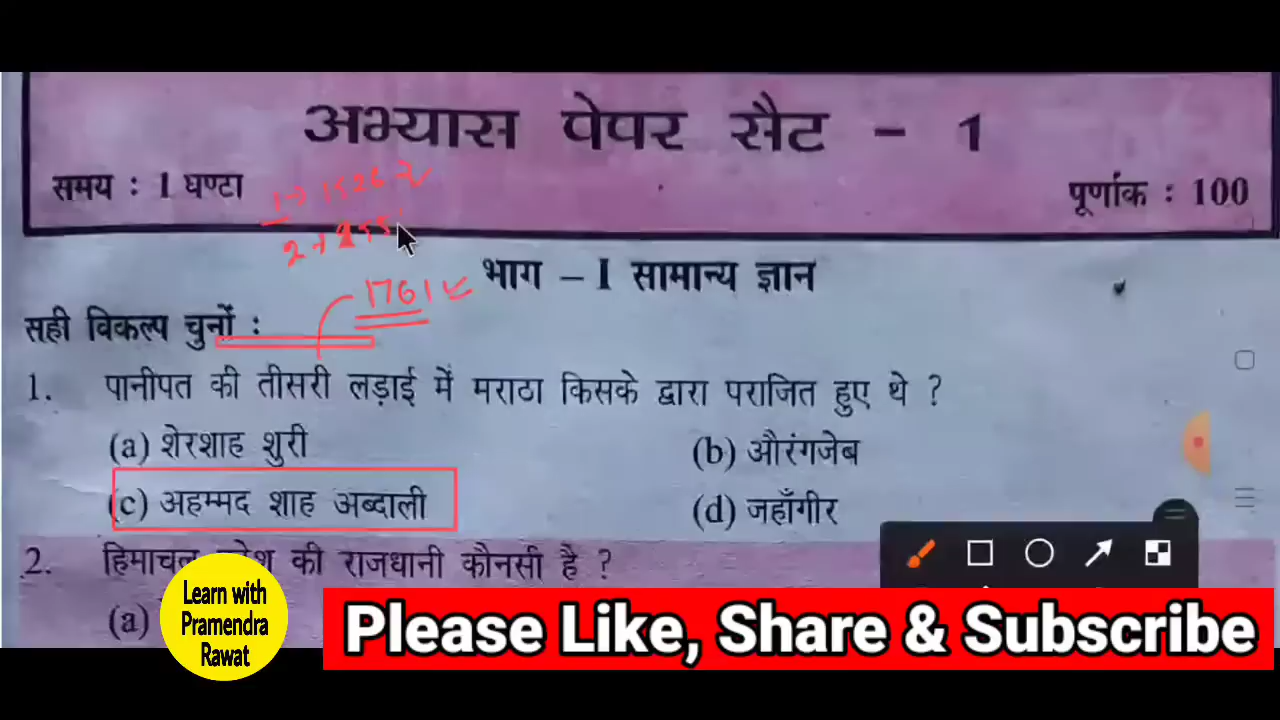 अभ्यास पेपर सैट - 1
समय : 1 घण्टा
पूर्णांक : 100
1761
भाग - I सामान्य ज्ञान
सही विकल्प चुनों :
1. पानीपत की तीसरी लड़ाई में मराठा किसके द्वारा पराजित हुए थे ?
(a) शेरशाह शुरी
(b) औरंगजेब
(c) अहम्मद शाह अब्दाली
(d) जहाँगीर
2. की राजधानी कौनसी है ?
(a)
Learn with
Pramendra
Rawat
Please Like, Share & Subscribe